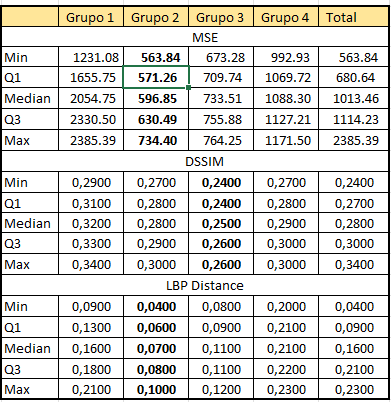 Grupo 1 Grupo 2 Grupo 3 Grupo 4 Total
MSE
Min 1231.08 563.84 673.28 992.93 563.84
Q1 1655.75 571.26 709.74 1069.72 680.64
Median 2054.75 596.85 733.51 1088.30 1013.46
Q3 2330.50 630.49 755.88 1127.21 1114.23
Max 2385.39 734.40 764.25 1171.50 2385.39
DSSIM
Min 0,2900 0,2700 0,2400 0,2700 0,2400
Q1 0,3100 0,2800 0,2400 0,2800 0,2700
Median 0,3200 0,2800 0,2500 0,2900 0,2800
Q3 0,3300 0,2900 0,2600 0,3000 0,3000
Max 0,3400 0,3000 0,2600 0,3000 0,3400
LBP Distance
Min 0,0900 0,0400 0,0800 0,2000 0,0400
Q1 0,1300 0,0600 0,0900 0,2100 0,0900
Median 0,1600 0,0700 0,1100 0,2100 0,1600
Q3 0,1800 0,0800 0,1100 0,2200 0,2100
Max 0,2100 0,1000 0,1200 0,2300 0,2300